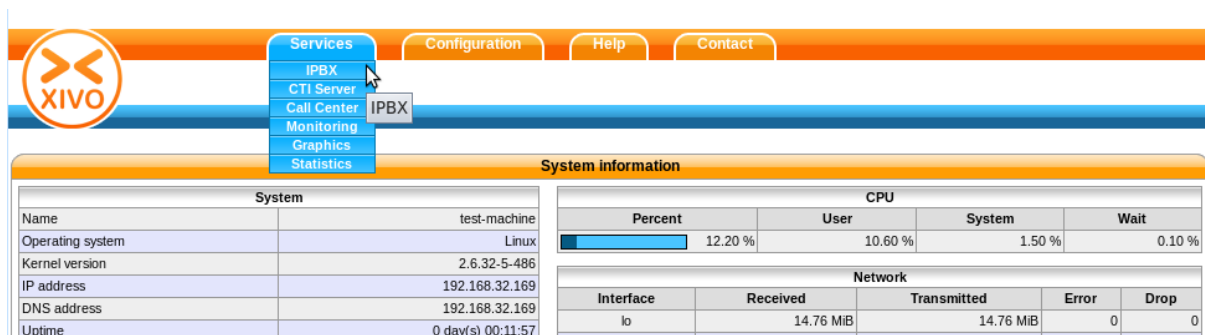 Services Configuration Help Contact
XIVO
IPBX
CTI Server
Call Center
IPBX
Monitoring
Graphics
Statistics
System information
System
Name test-machine
Operating system Linux
Kernel version 2.6.32-5-486
IP address 192.168.32.169
DNS address 192.168.32.169
Uptime 0 day(s) 00:11:57
CPU
Percent User System Wait
12.20 % 10.60 % 1.50 % 0.10 %
Network
Interface Received Transmitted Error Drop
lo 14.76 MiB 14.76 MiB 0 0